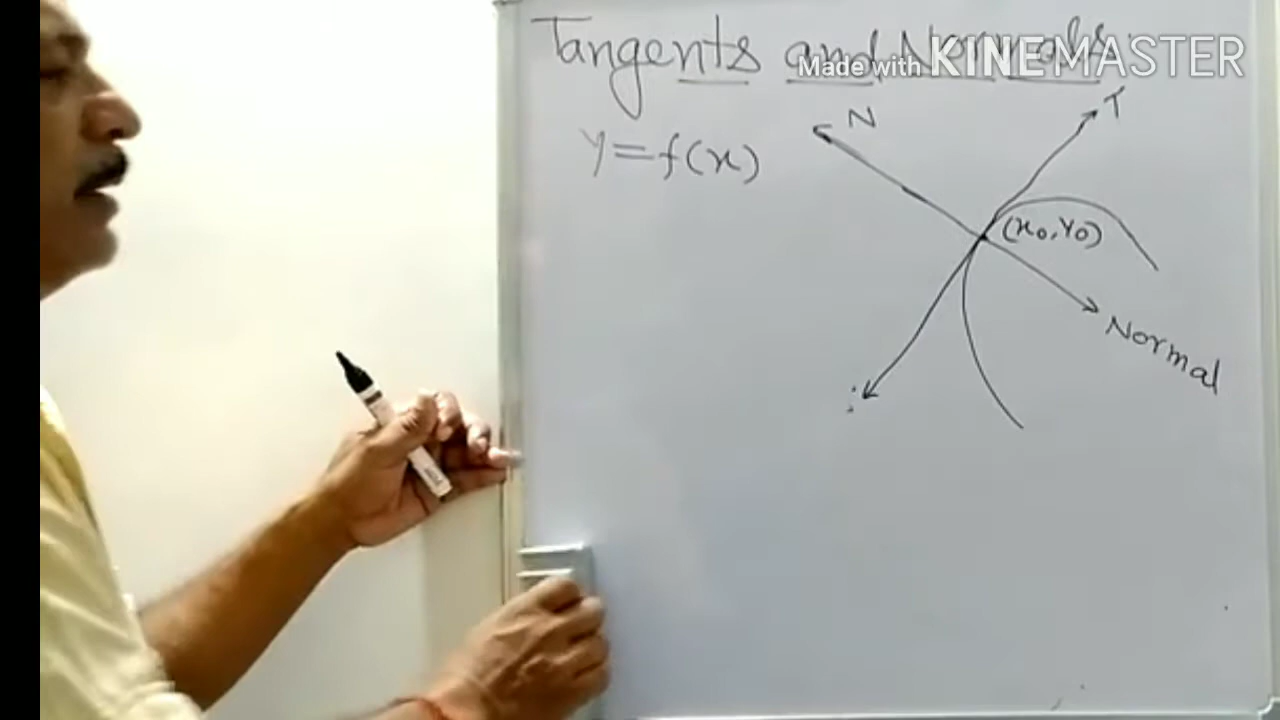 Tangents and Normals
Made with KINEMASTER
Y=f(x)
N
T
(x₀, Y₀)
Normal